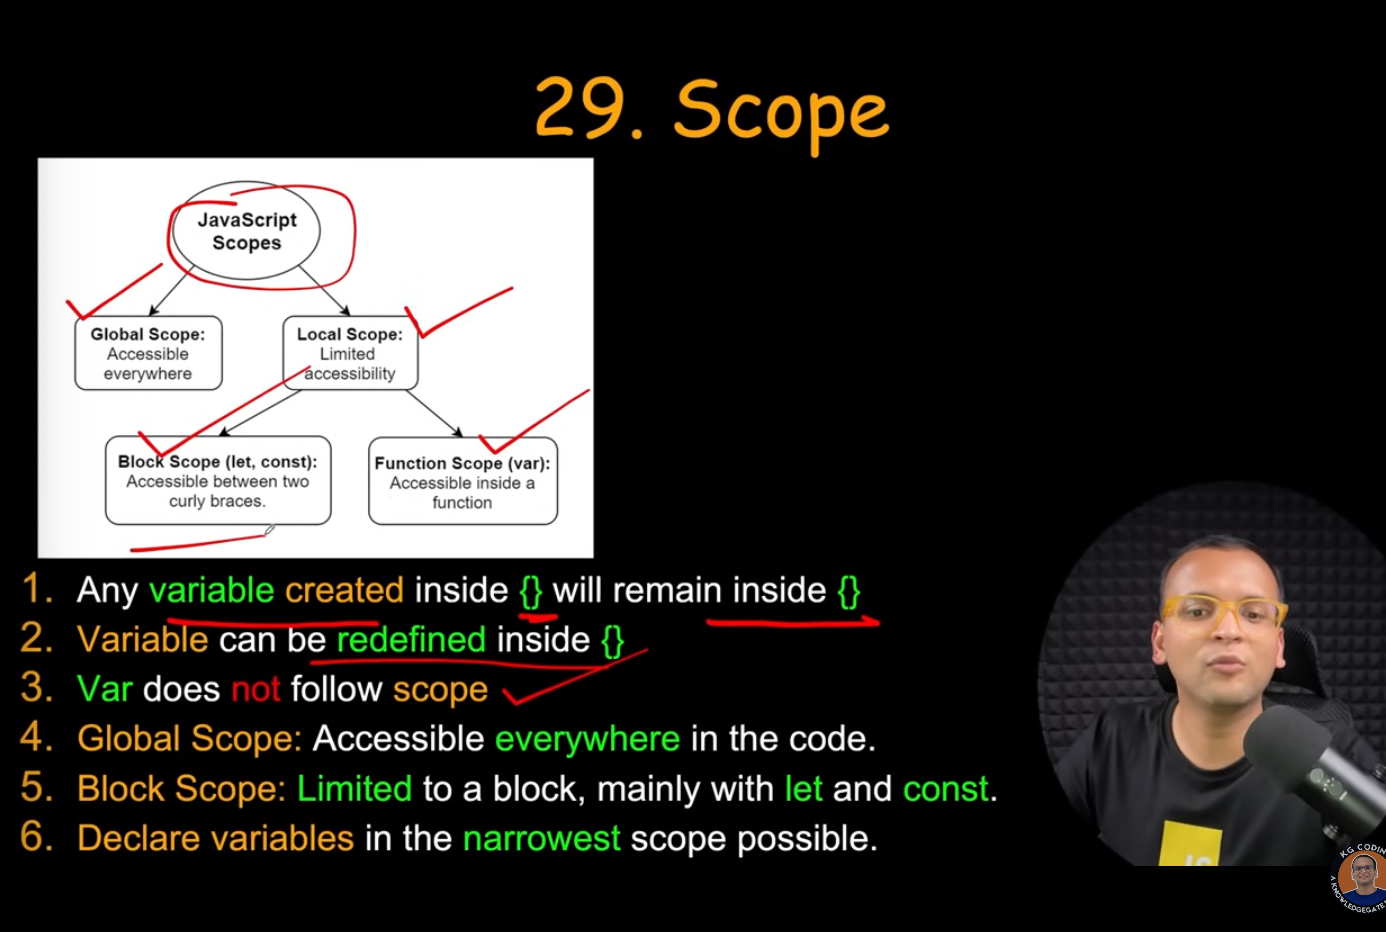 29. Scope
JavaScript
Scopes
Global Scope:
Accessible
everywhere
Local Scope:
Limited
accessibility
Block Scope (let, const):
Accessible between two
curly braces.
Function Scope (var):
Accessible inside a
function
1. Any variable created inside {} will remain inside {}
2. Variable can be redefined inside {}
3. Var does not follow scope
4. Global Scope: Accessible everywhere in the code.
5. Block Scope: Limited to a block, mainly with let and const.
6. Declare variables in the narrowest scope possible.
JS
KG CODIN
A KNOWLEDGEGATE